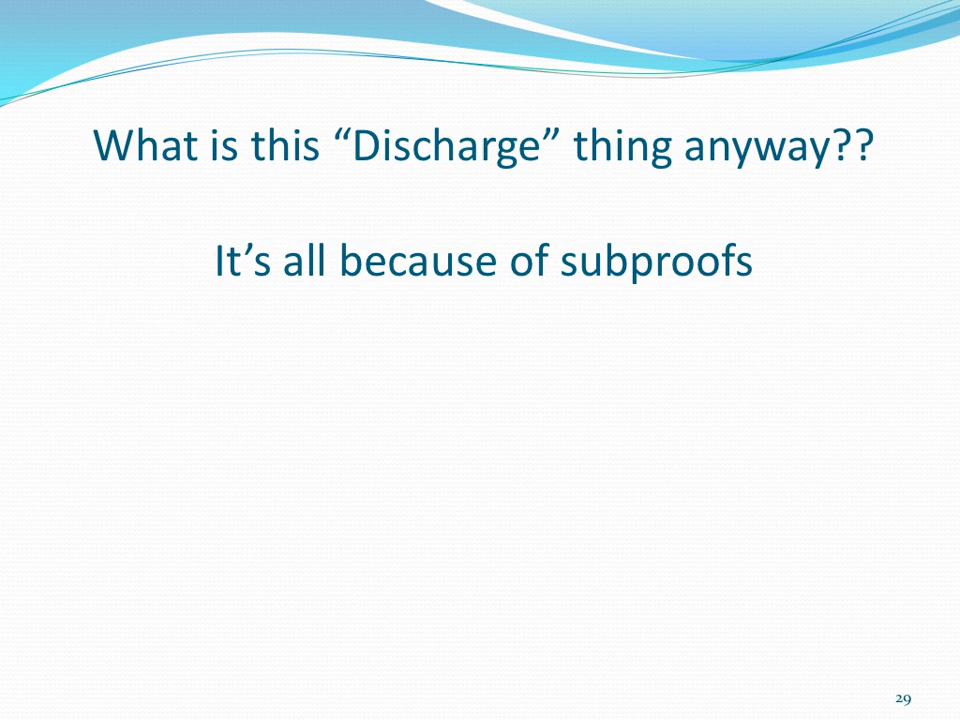 What is this “Discharge” thing anyway??
It’s all because of subproofs
29